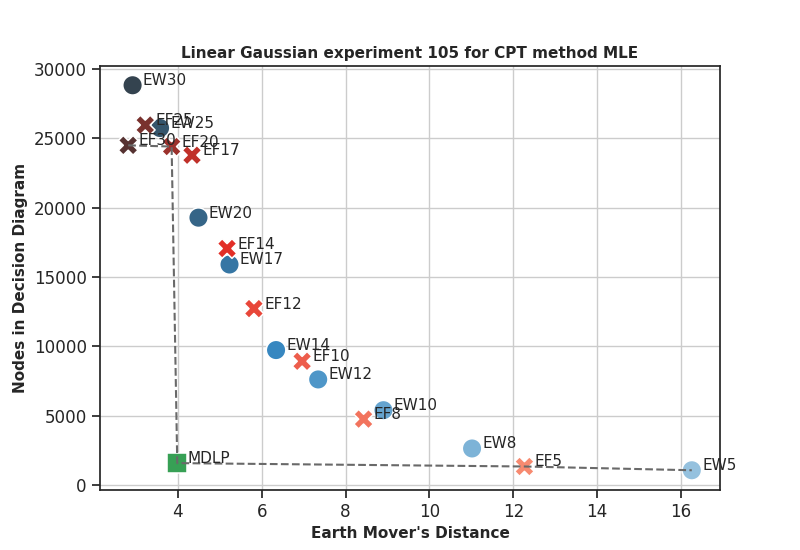 Linear Gaussian experiment 105 for CPT method MLE
30000
25000
20000
15000
10000
5000
0
Nodes in Decision Diagram
EW30
EF25
EW25
EF30
EF20
EF17
EW20
EF14
EW17
EF12
EW14
EF10
EW12
EW10
EF8
EW8
MDLP
EF5
EW5
4
6
8
10
12
14
16
Earth Mover's Distance